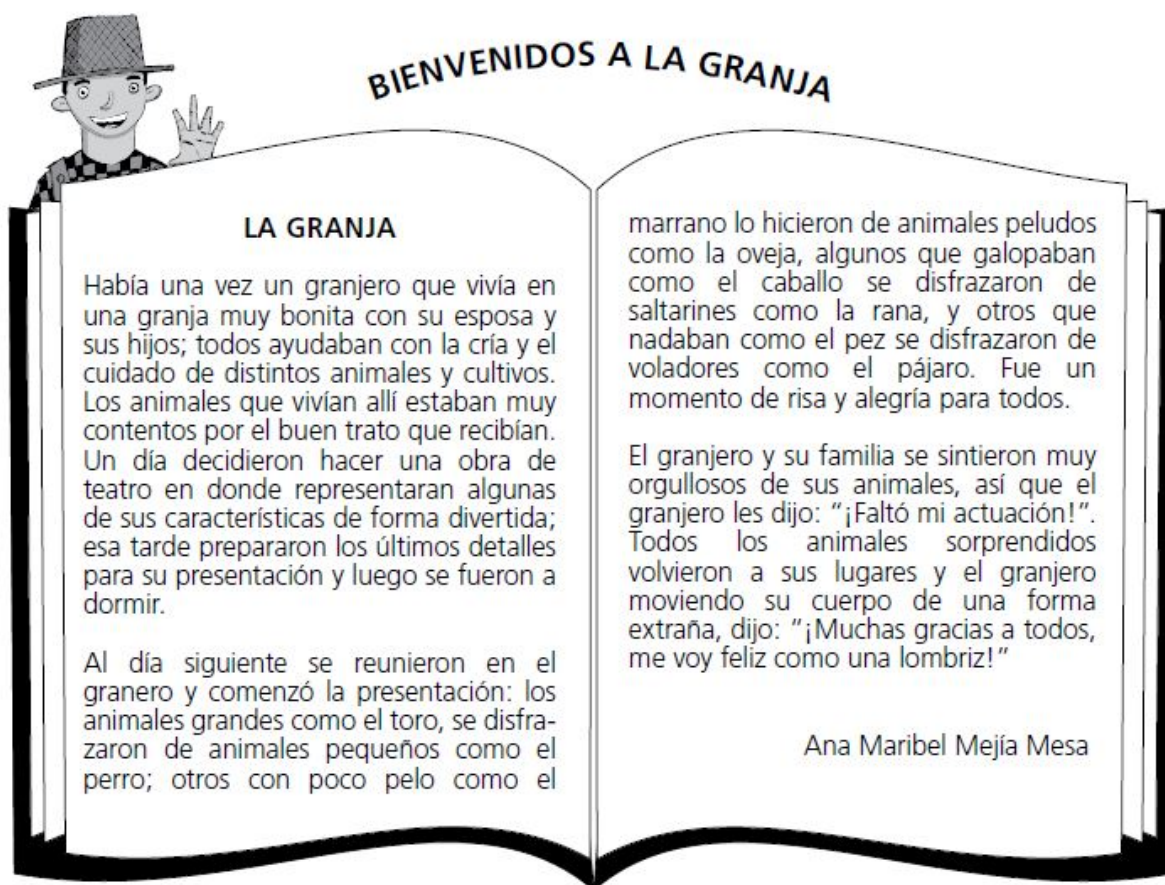 BIENVENIDOS A LA GRANJA
LA GRANJA
Había una vez un granjero que vivía en
una granja muy bonita con su esposa y
sus hijos; todos ayudaban con la cría y el
cuidado de distintos animales y cultivos.
Los animales que vivían allí estaban muy
contentos por el buen trato que recibían.
Un día decidieron hacer una obra de
teatro en donde representaran algunas
de sus características de forma divertida;
esa tarde prepararon los últimos detalles
para su presentación y luego se fueron a
dormir.
Al día siguiente se reunieron en el
granero y comenzó la presentación: los
animales grandes como el toro, se disfra-
zaron de animales pequeños como el
perro; otros con poco pelo como el
marrano lo hicieron de animales peludos
como la oveja, algunos que galopaban
como el caballo se disfrazaron de
saltarines como la rana, y otros que
nadaban como el pez se disfrazaron de
voladores como el pájaro. Fue un
momento de risa y alegría para todos.
El granjero y su familia se sintieron muy
orgullosos de sus animales, así que el
granjero les dijo: “¡Faltó mi actuación!”.
Todos los animales sorprendidos
volvieron a sus lugares y el granjero
moviendo su cuerpo de una forma
extraña, dijo: “¡Muchas gracias a todos,
me voy feliz como una lombriz!”
Ana Maribel Mejía Mesa